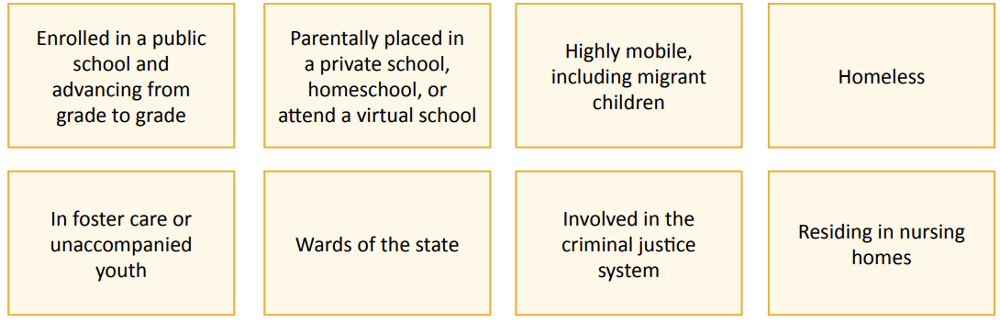 Enrolled in a public
school and
advancing from
grade to grade
Parentally placed in
a private school,
homeschool, or
attend a virtual school
Highly mobile,
including migrant
children
Homeless
In foster care or
unaccompanied
youth
Wards of the state
Involved in the
criminal justice
system
Residing in nursing
homes